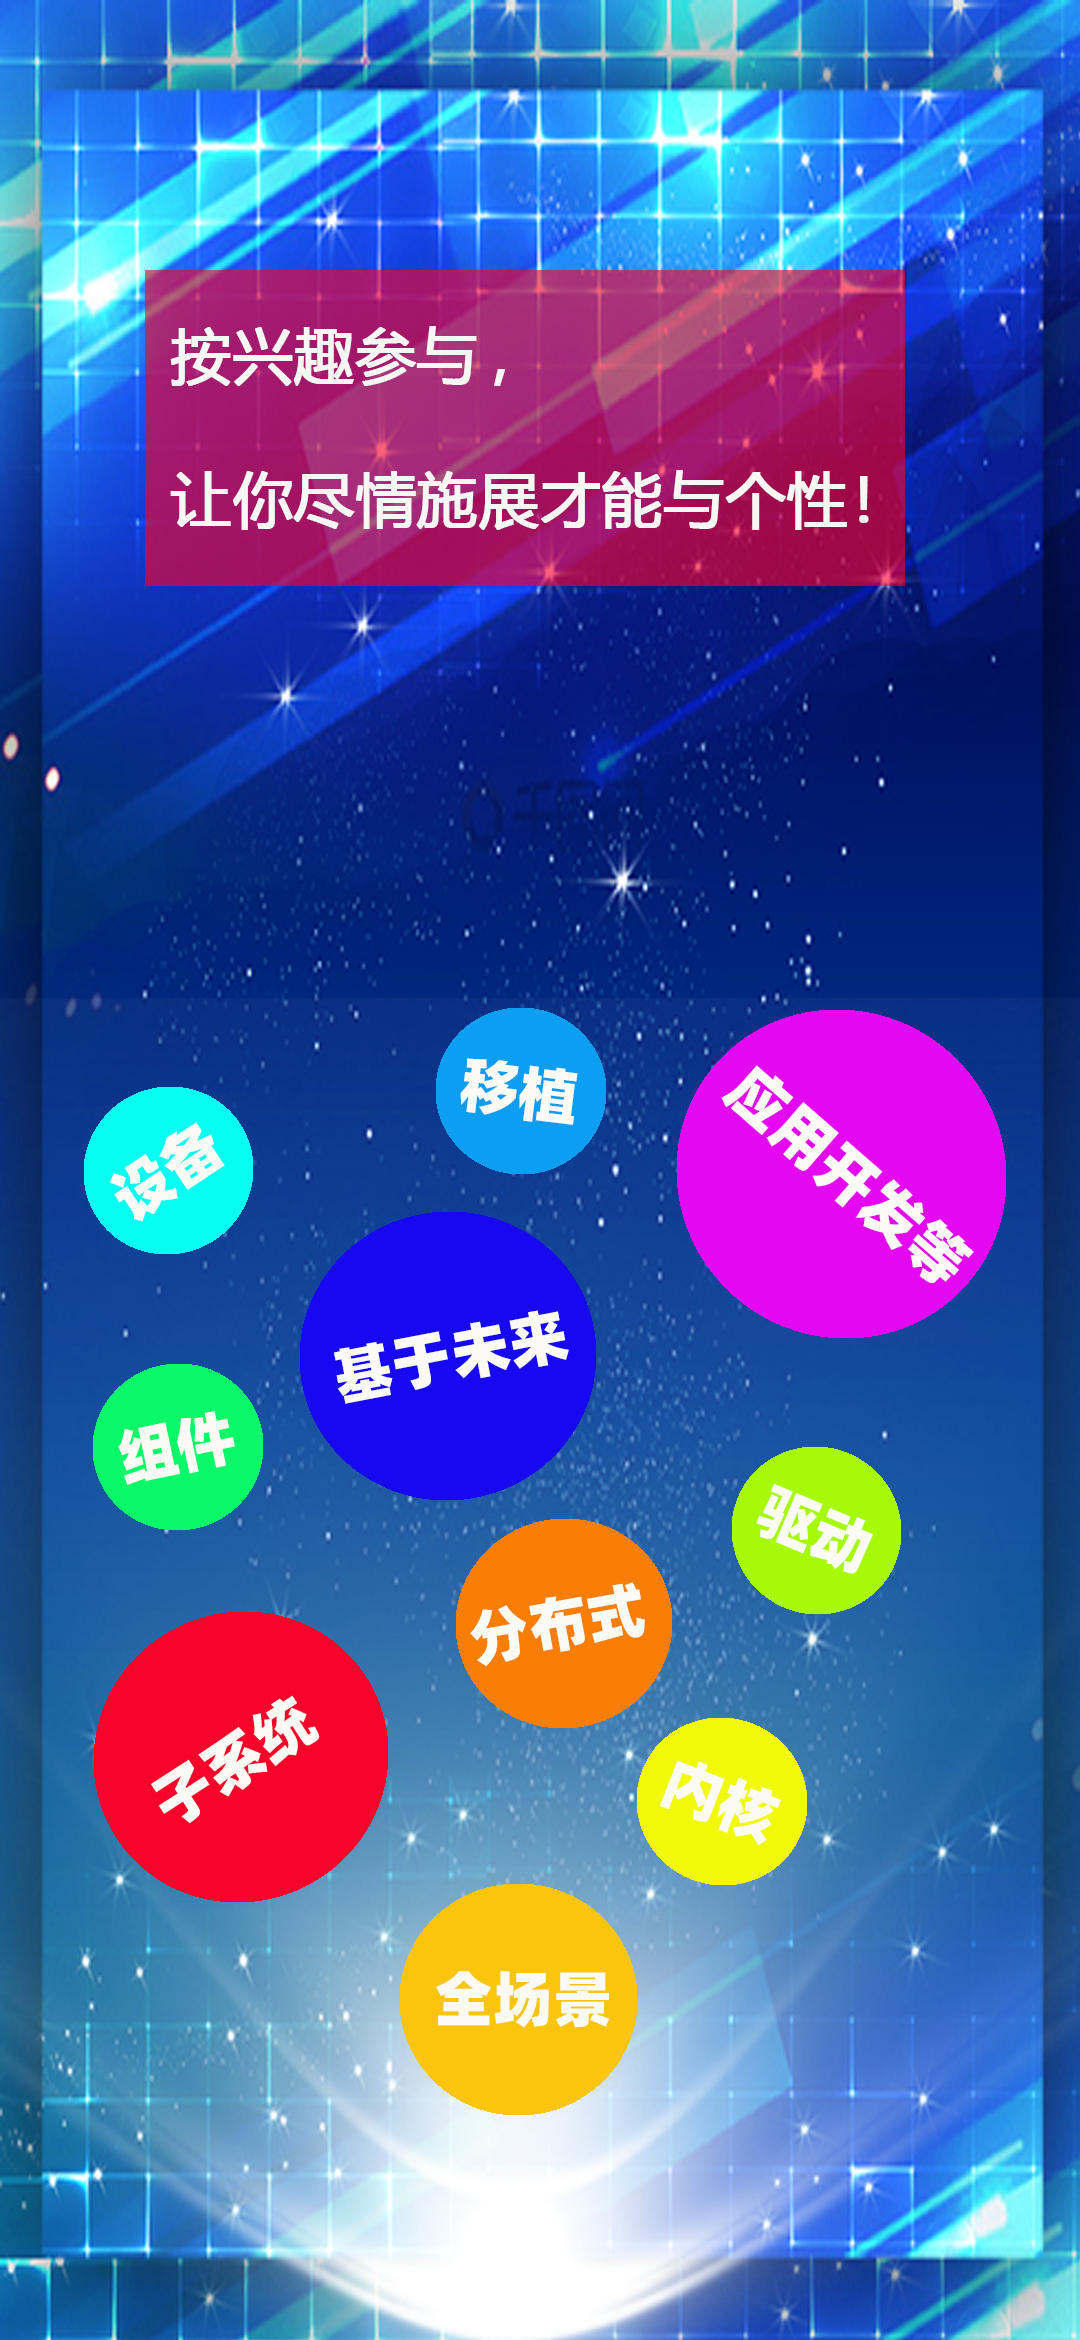 按兴趣参与，
让你尽情施展才能与个性！
移植
应用开发等
设备
基于未来
组件
驱动
分布式
子系统
内核
全场景